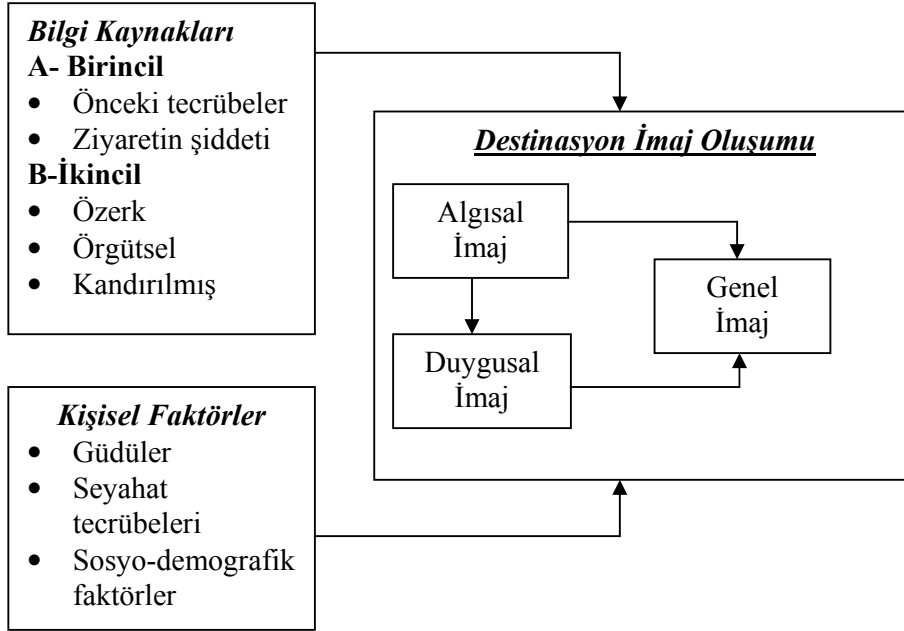 Bilgi Kaynakları
A- Birincil
• Önceki tecrübeler
• Ziyaretin şiddeti
B-İkincil
• Özerk
• Örgütsel
• Kandırılmış
Kişisel Faktörler
• Güdüler
• Seyahat
tecrübeleri
• Sosyo-demografik
faktörler
Destinasyon İmaj Oluşumu
Algısal
İmaj
Duygusal
İmaj
Genel
İmaj